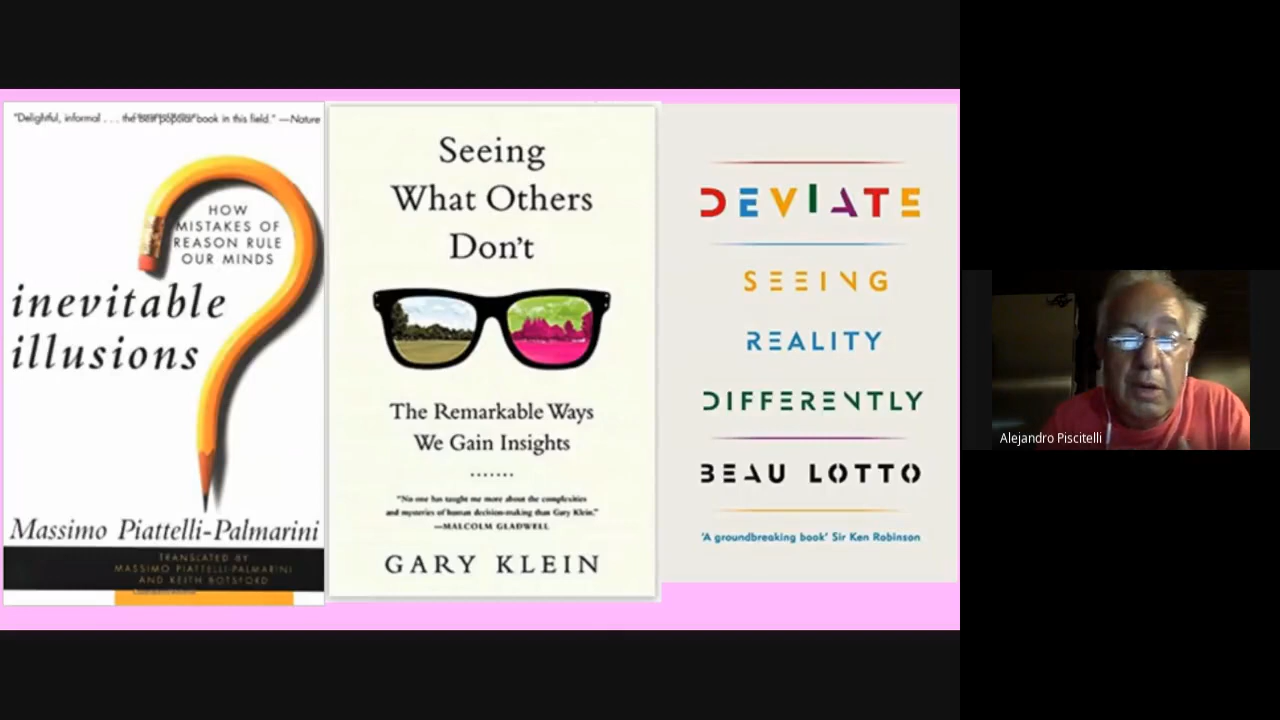 "Delightful, informal . . . the best popular book in this field." —Nature
HOW
MISTAKES OF
REASON RULE
OUR MINDS
inevitable
illusions
Massimo Piattelli-Palmarini
TRANSLATED BY
MASSIMO PIATTELLI-PALMARINI
AND KEITH BOTSFORD
Seeing
What Others
Don't
The Remarkable Ways
We Gain Insights
"No one has taught me more about the complexities
and mysteries of human decision-making than Gary Klein."
—MALCOLM GLADWELL
GARY KLEIN
DEVIATE
SEEING
REALITY
DIFFERENTLY
BEAU LOTTO
'A groundbreaking book' Sir Ken Robinson
Alejandro Piscitelli